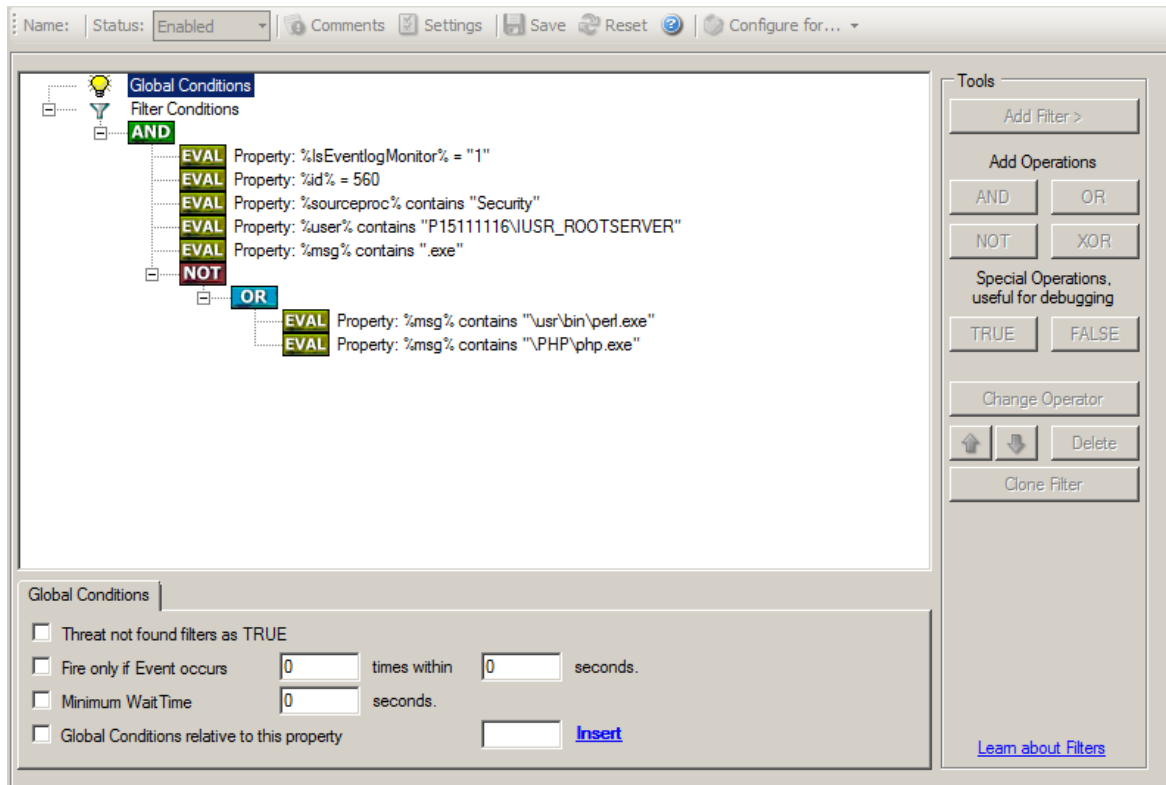 Name: Status: Enabled Comments Settings Save Reset Configure for...
Global Conditions
Filter Conditions
AND
EVAL Property: %IsEventlogMonitor% = "1"
EVAL Property: %id% = 560
EVAL Property: %sourceproc% contains "Security"
EVAL Property: %user% contains "P15111116\IUSR_ROOTSERVER"
EVAL Property: %msg% contains ".exe"
NOT
OR
EVAL Property: %msg% contains "\usr\bin\perl.exe"
EVAL Property: %msg% contains "\PHP\php.exe"
Tools
Add Filter >
Add Operations
AND OR
NOT XOR
Special Operations,
useful for debugging
TRUE FALSE
Change Operator
Delete
Clone Filter
Learn about Filters
Global Conditions
Threat not found filters as TRUE
Fire only if Event occurs 0 times within 0 seconds.
Minimum WaitTime 0 seconds.
Global Conditions relative to this property Insert